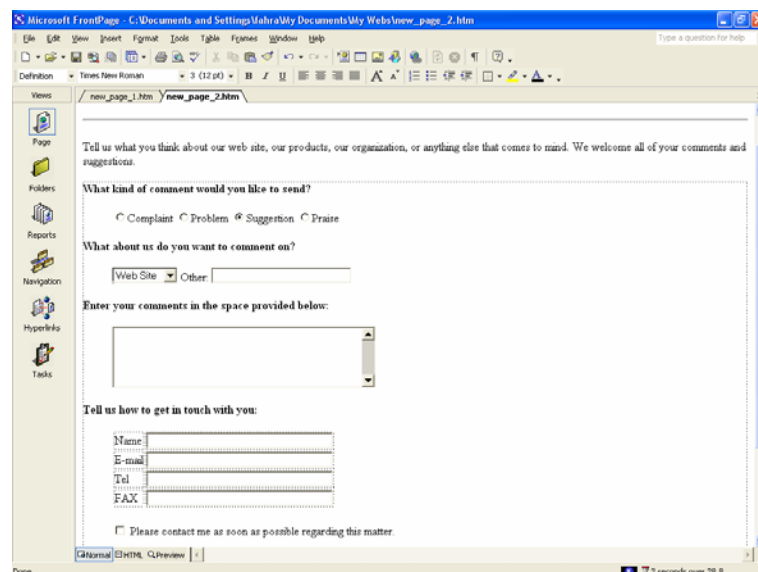 Microsoft FrontPage - C:\Documents and Settings\fahra\My Documents\My Webs\new_page_2.htm
File Edit View Insert Format Tools Table Frames Window Help Type a question for help
Definition Times New Roman 3 (12 pt) B I U A A A
Views new_page_1.htm new_page_2.htm
Page
Folders
Reports
Navigation
Hyperlinks
Tasks
Tell us what you think about our web site, our products, our organization, or anything else that comes to mind. We welcome all of your comments and
suggestions.
What kind of comment would you like to send?
Complaint Problem Suggestion Praise
What about us do you want to comment on?
Web Site Other:
Enter your comments in the space provided below:
Tell us how to get in touch with you:
Name
E-mail
Tel
FAX
Please contact me as soon as possible regarding this matter.
Normal HTML Preview
Done 2 seconds over 28.8